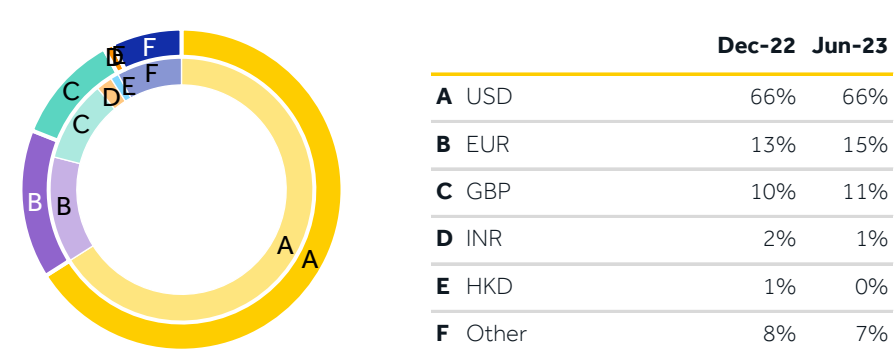 D E F
F
E
D
C
C
B
B
A
A
Dec-22 Jun-23
A USD 66% 66%
B EUR 13% 15%
C GBP 10% 11%
D INR 2% 1%
E HKD 1% 0%
F Other 8% 7%